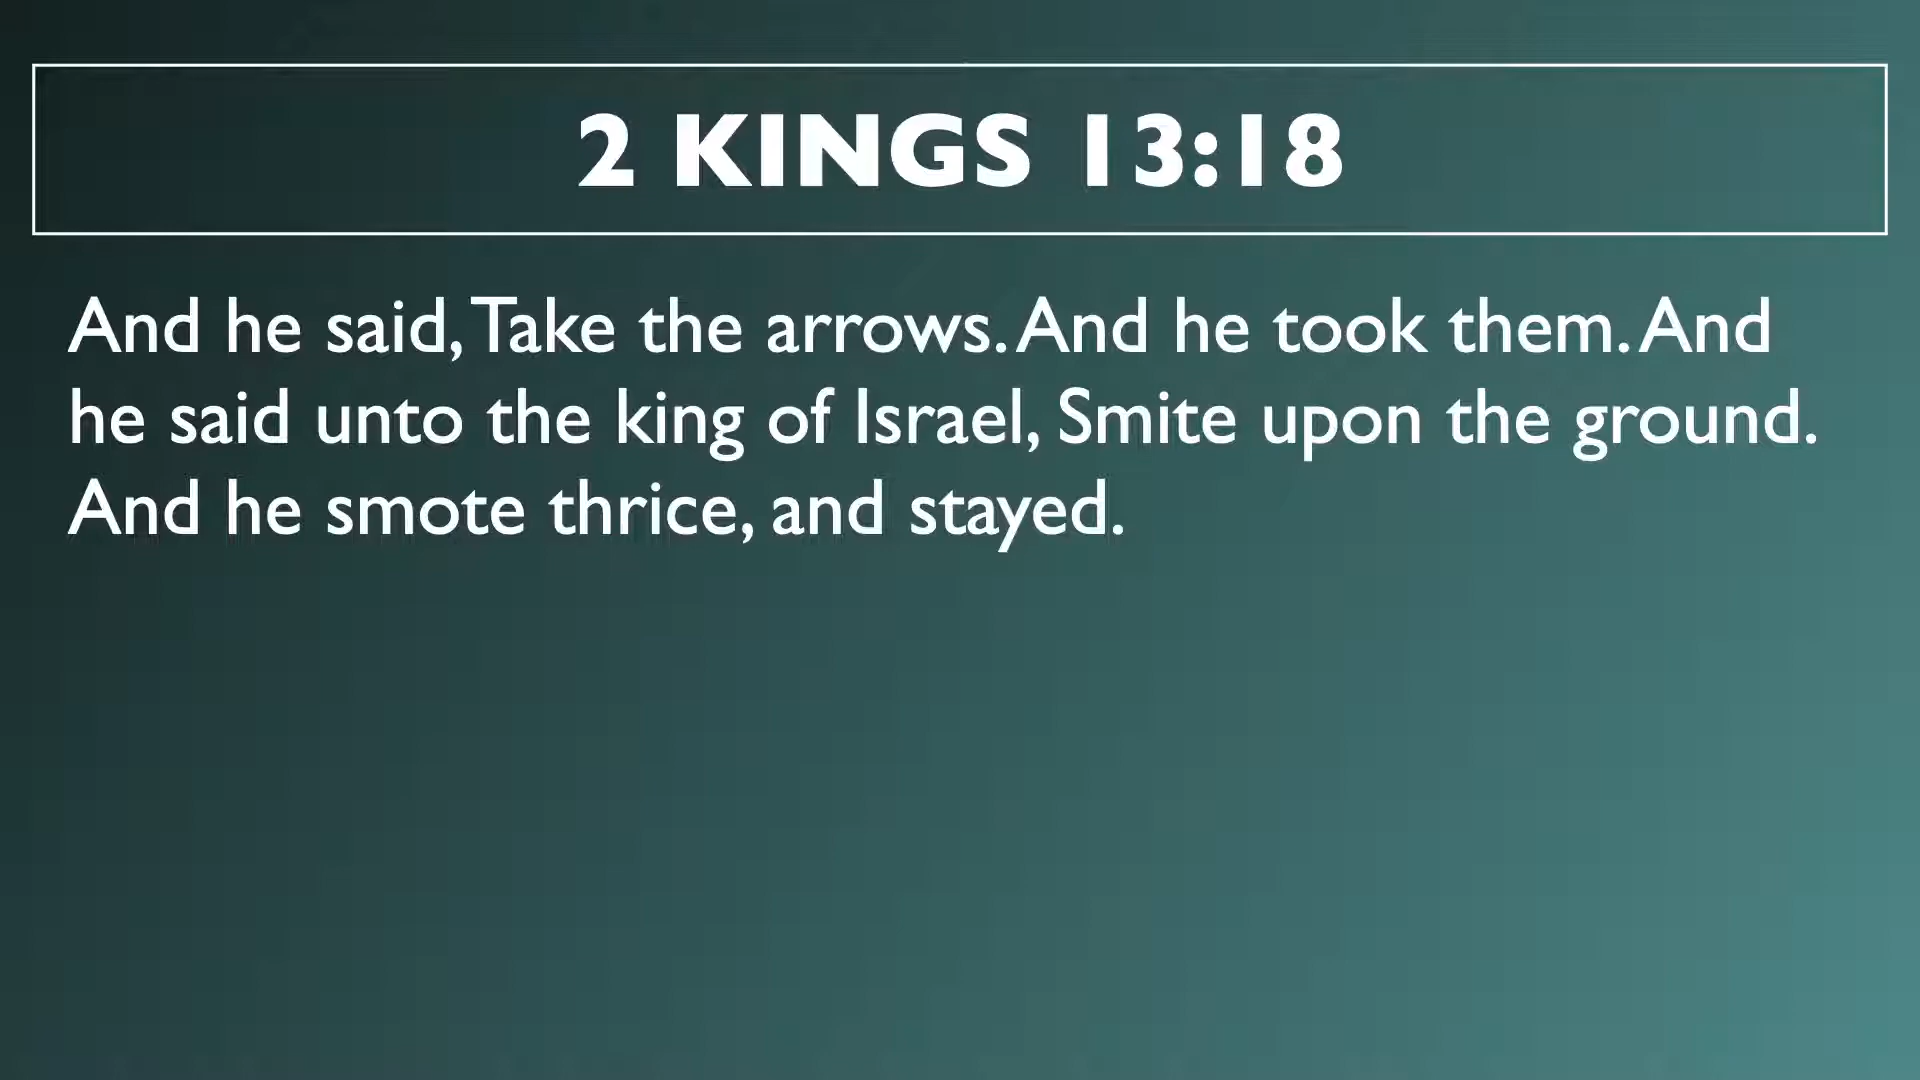 2 KINGS 13:18
And he said, Take the arrows. And he took them. And
he said unto the king of Israel, Smite upon the ground.
And he smote thrice, and stayed.